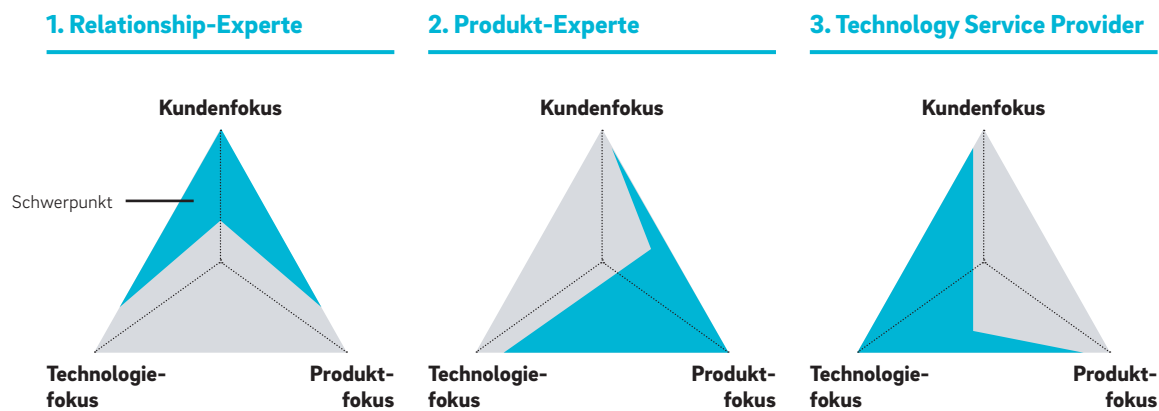 1. Relationship-Experte
2. Produkt-Experte
3. Technology Service Provider
Kundenfokus
Kundenfokus
Kundenfokus
Schwerpunkt
Technologie-
fokus
Produkt-
fokus
Technologie-
fokus
Produkt-
fokus
Technologie-
fokus
Produkt-
fokus